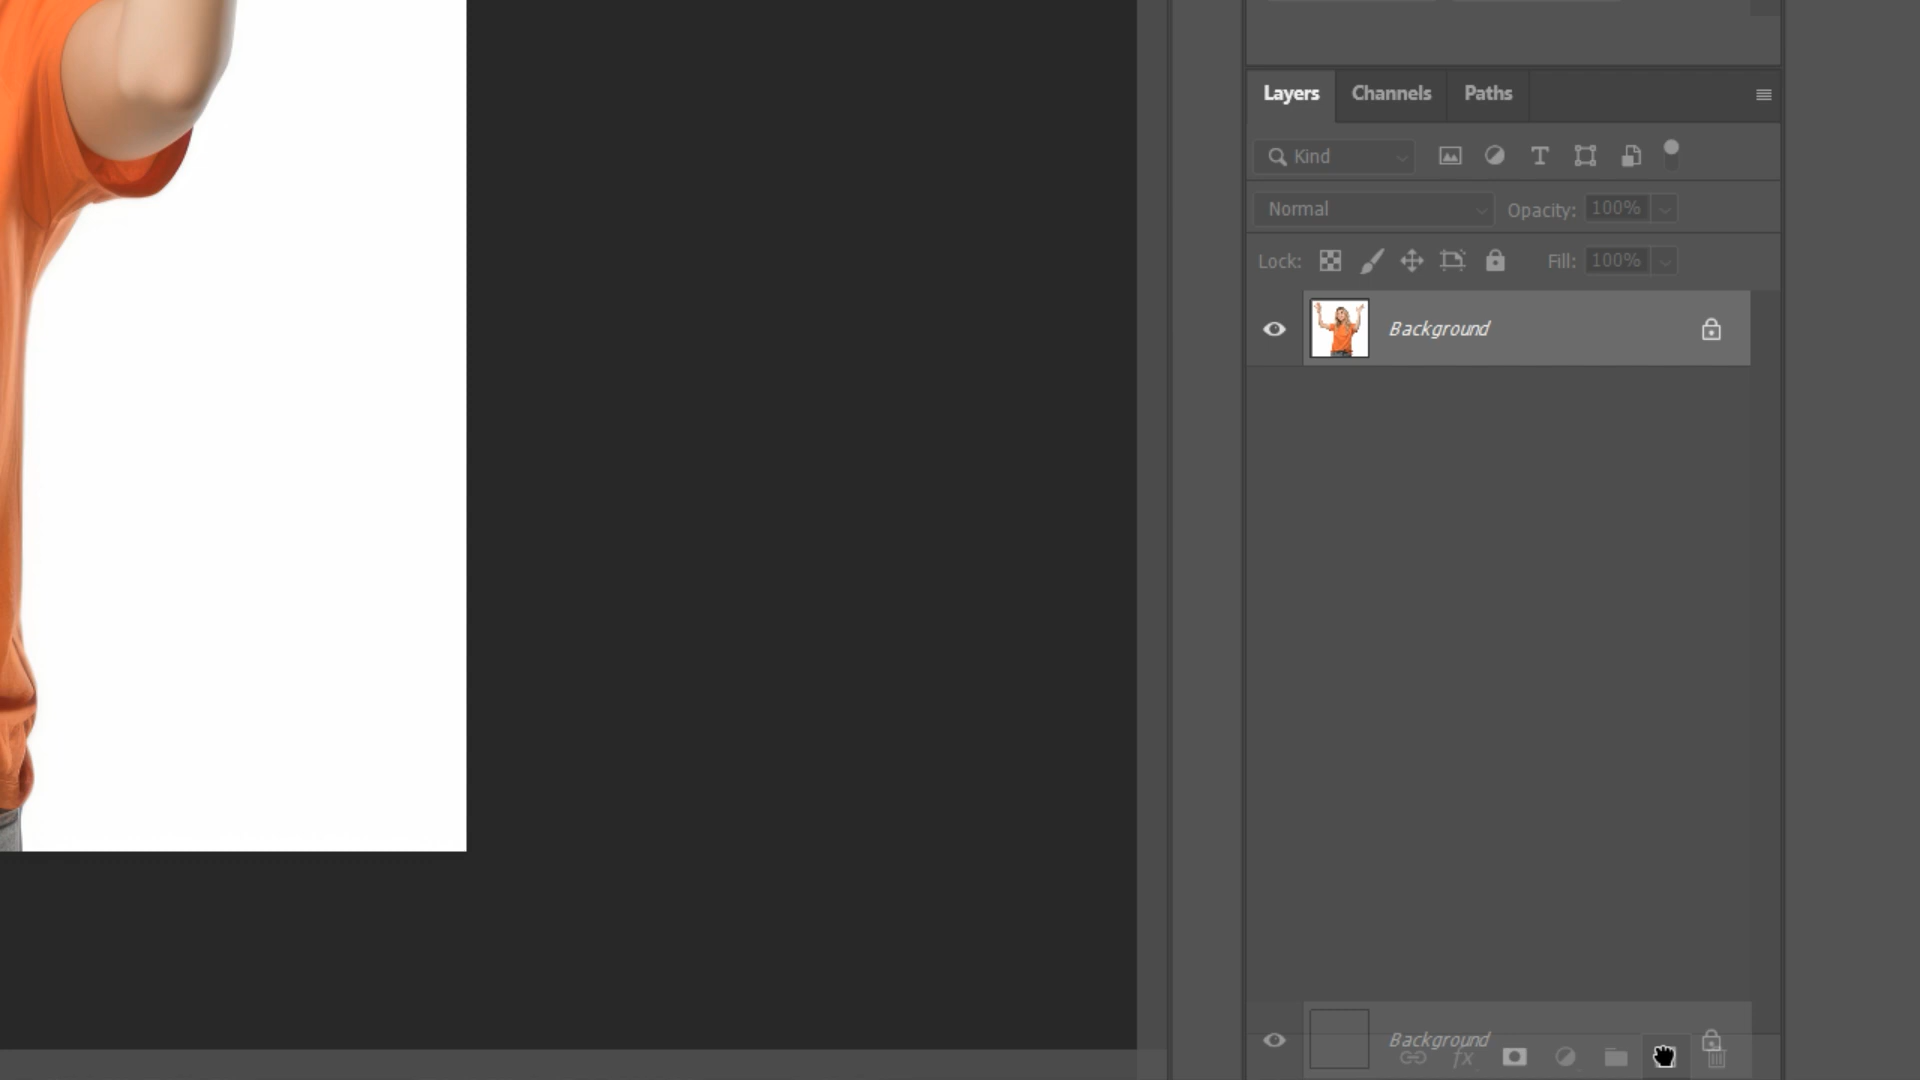 Layers Channels Paths
Kind
Normal Opacity: 100%
Lock: Fill: 100%
Background
Background
fx